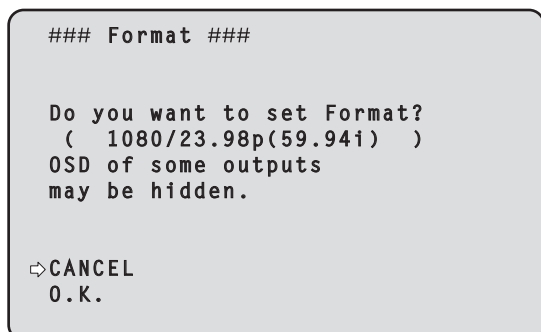 ### Format ###
Do you want to set Format?
( 1080/23.98p(59.94i) )
OSD of some outputs
may be hidden.
⇨CANCEL
O.K.